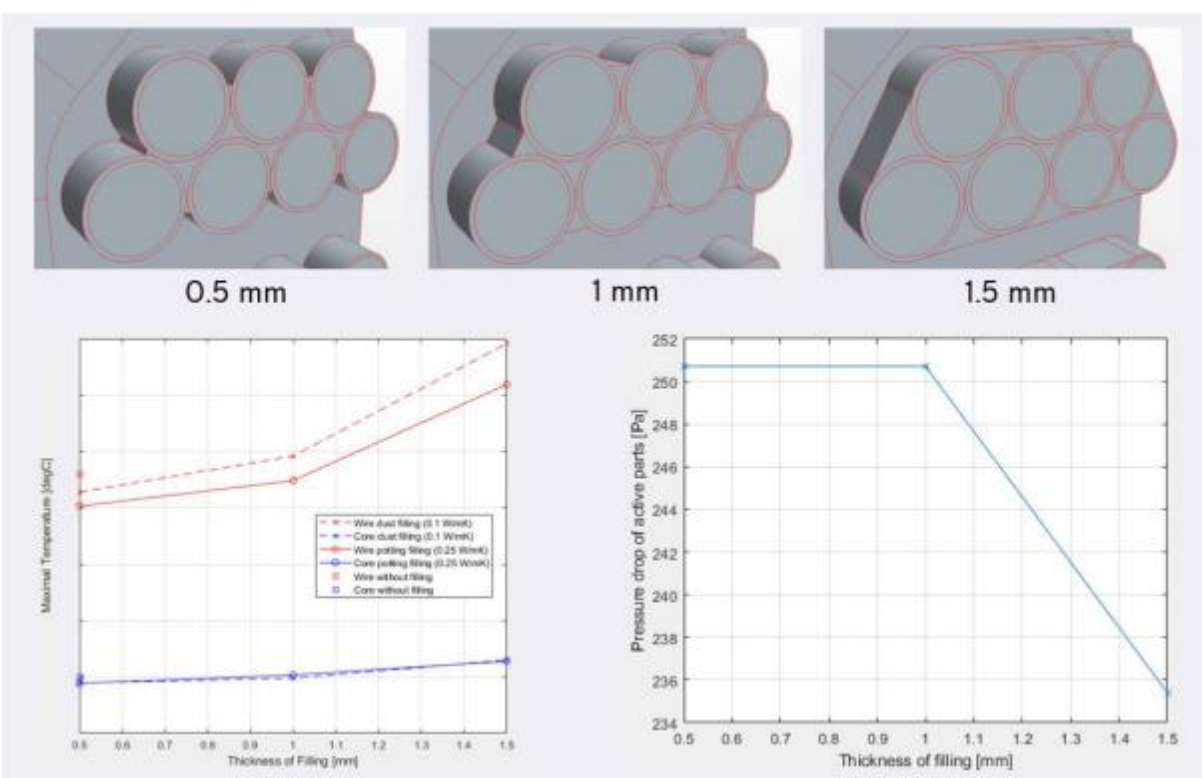 0.5 mm
1 mm
1.5 mm
Maximal Temperature [degC]
Wire dust filling (0.1 W/mK)
Core dust filling (0.1 W/mK)
Wire potting filling (0.25 W/mK)
Core potting filling (0.25 W/mK)
Wire without filling
Core without filling
0.5 0.6 0.7 0.8 0.9 1 1.1 1.2 1.3 1.4 1.5
Thickness of Filling [mm]
Pressure drop of active parts [Pa]
252
250
248
246
244
242
240
238
236
234
0.5 0.6 0.7 0.8 0.9 1 1.1 1.2 1.3 1.4 1.5
Thickness of filling [mm]